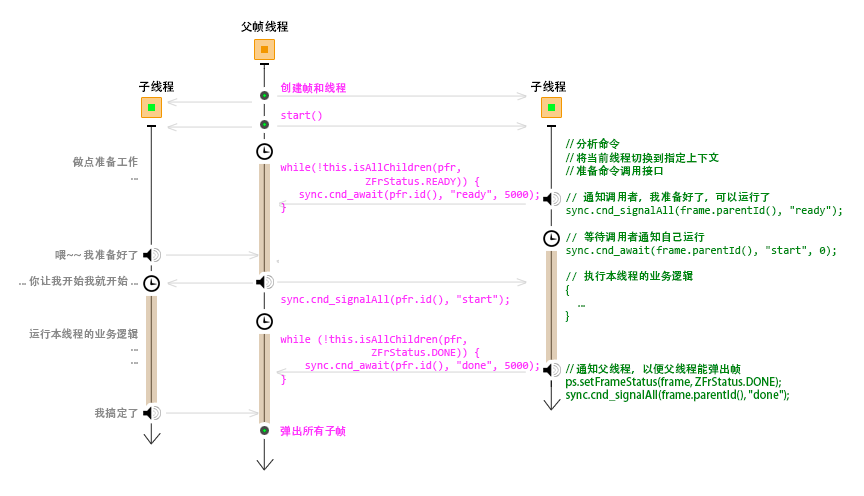 父帧线程
子线程
子线程
创建帧和线程
start()
// 分析命令
// 将当前线程切换到指定上下文
// 准备命令调用接口
做点准备工作
...
while(!this.isAllChildren(pfr,
ZFrStatus.READY)) {
sync.cnd_await(pfr.id(), "ready", 5000);
}
// 通知调用者，我准备好了，可以运行了
sync.cnd_signalAll(frame.parentId(), "ready");
// 等待调用者通知自己运行
sync.cnd_await(frame.parentId(), "start", 0);
喂~~ 我准备好了
... 你让我开始我就开始 ...
// 执行本线程的业务逻辑
{
...
}
sync.cnd_signalAll(pfr.id(), "start");
运行本线程的业务逻辑
...
...
while (!this.isAllChildren(pfr,
ZFrStatus.DONE)) {
sync.cnd_await(pfr.id(), "done", 5000);
}
// 通知父线程，以便父线程能弹出帧
ps.setFrameStatus(frame, ZFrStatus.DONE);
sync.cnd_signalAll(frame.parentId(), "done");
我搞定了
弹出所有子帧